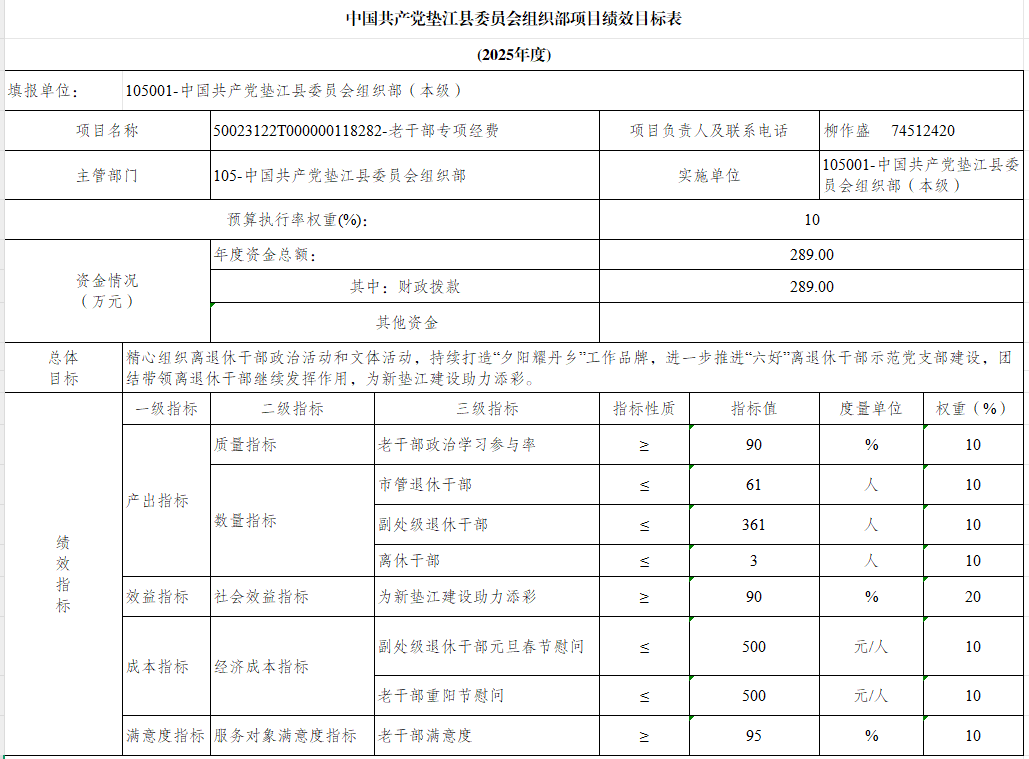 中国共产党垫江县委员会组织部项目绩效目标表
(2025年度)
填报单位： 105001-中国共产党垫江县委员会组织部（本级）
项目名称 50023122T000000118282-老干部专项经费 项目负责人及联系电话 柳作盛 74512420
主管部门 105-中国共产党垫江县委员会组织部 实施单位 105001-中国共产党垫江县委
员会组织部（本级）
预算执行率权重(%)： 10
资金情况
（万元）
年度资金总额： 289.00
其中：财政拨款 289.00
其他资金
总体
目标
精心组织离退休干部政治活动和文体活动，持续打造“夕阳耀丹乡”工作品牌，进一步推进“六好”离退休干部示范党支部建设，团
结带领离退休干部继续发挥作用，为新垫江建设助力添彩。
绩
效
指
标
一级指标 二级指标 三级指标 指标性质 指标值 度量单位 权重（%）
产出指标 质量指标 老干部政治学习参与率 ≥ 90 % 10
数量指标 市管退休干部 ≤ 61 人 10
副处级退休干部 ≤ 361 人 10
离休干部 ≤ 3 人 10
效益指标 社会效益指标 为新垫江建设助力添彩 ≥ 90 % 20
成本指标 经济成本指标 副处级退休干部元旦春节慰问 ≤ 500 元/人 10
老干部重阳节慰问 ≤ 500 元/人 10
满意度指标 服务对象满意度指标 老干部满意度 ≥ 95 % 10